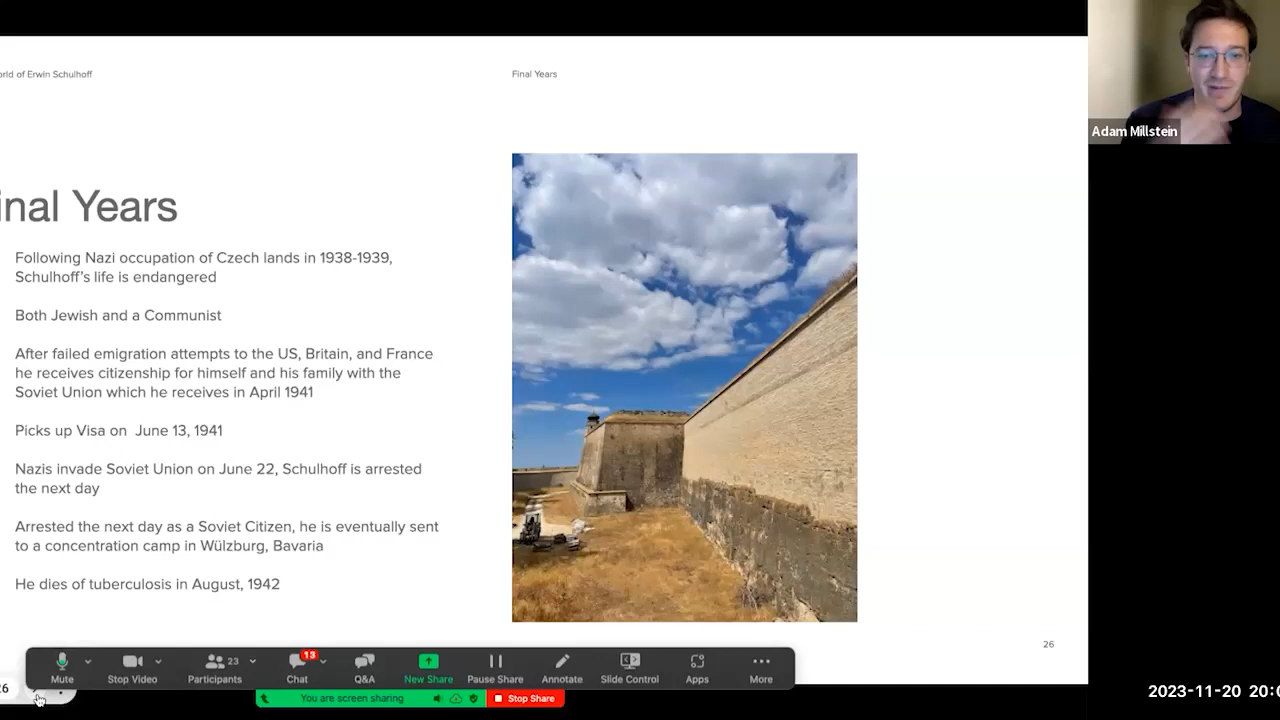 orld of Erwin Schulhoff
Final Years
inal Years
Following Nazi occupation of Czech lands in 1938-1939,
Schulhoff's life is endangered
Both Jewish and a Communist
After failed emigration attempts to the US, Britain, and France
he receives citizenship for himself and his family with the
Soviet Union which he receives in April 1941
Picks up Visa on June 13, 1941
Nazis invade Soviet Union on June 22, Schulhoff is arrested
the next day
Arrested the next day as a Soviet Citizen, he is eventually sent
to a concentration camp in Wülzburg, Bavaria
He dies of tuberculosis in August, 1942
26
Adam Millstein
23
13
Mute
Stop Video
Participants
Chat
Q&A
New Share
Pause Share
Annotate
Slide Control
Apps
More
26
You are screen sharing
Stop Share
2023-11-20 20:0